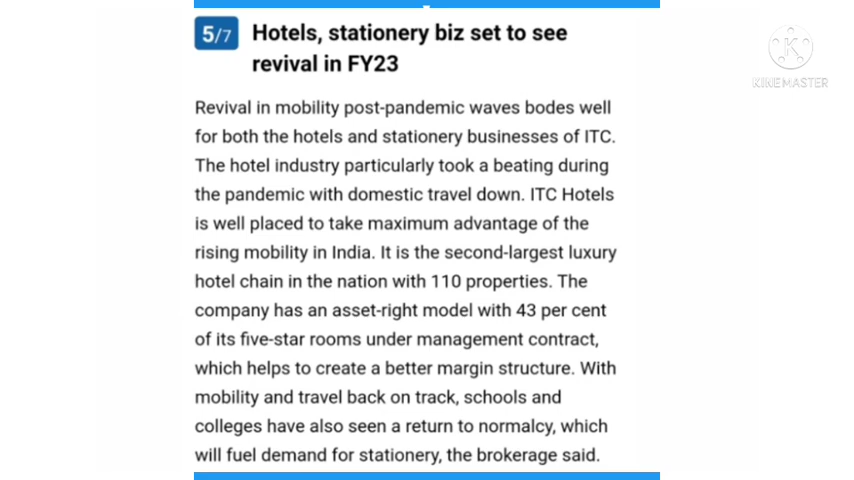 5/7 Hotels, stationery biz set to see
revival in FY23
Revival in mobility post-pandemic waves bodes well
for both the hotels and stationery businesses of ITC.
The hotel industry particularly took a beating during
the pandemic with domestic travel down. ITC Hotels
is well placed to take maximum advantage of the
rising mobility in India. It is the second-largest luxury
hotel chain in the nation with 110 properties. The
company has an asset-right model with 43 per cent
of its five-star rooms under management contract,
which helps to create a better margin structure. With
mobility and travel back on track, schools and
colleges have also seen a return to normalcy, which
will fuel demand for stationery, the brokerage said.
K
KINEMASTER